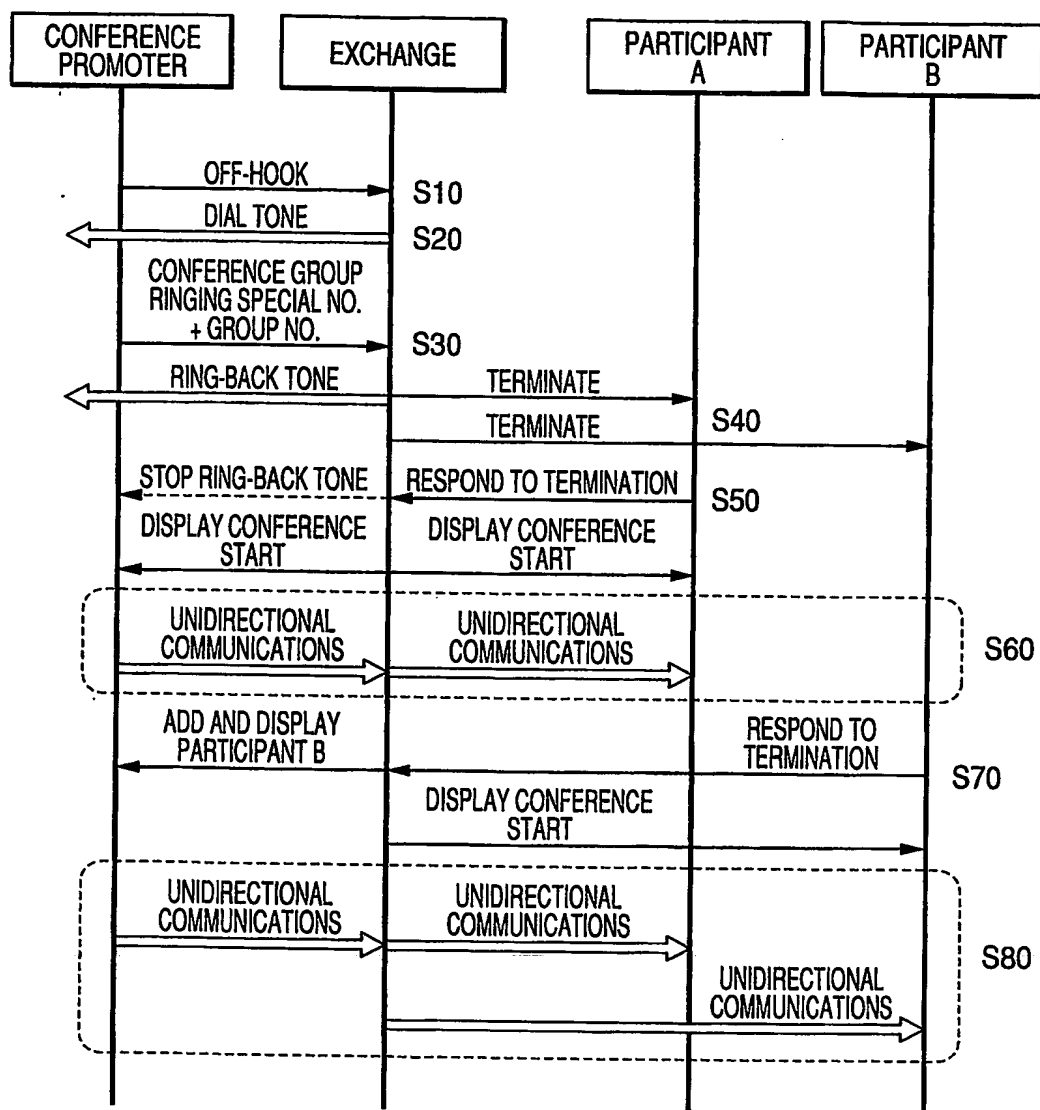 CONFERENCE
PROMOTER
EXCHANGE
PARTICIPANT
A
PARTICIPANT
B
OFF-HOOK
S10
DIAL TONE
S20
CONFERENCE GROUP
RINGING SPECIAL NO.
+ GROUP NO.
S30
RING-BACK TONE
TERMINATE
TERMINATE
S40
STOP RING-BACK TONE
RESPOND TO TERMINATION
S50
DISPLAY CONFERENCE
START
DISPLAY CONFERENCE
START
UNIDIRECTIONAL
COMMUNICATIONS
UNIDIRECTIONAL
COMMUNICATIONS
S60
ADD AND DISPLAY
PARTICIPANT B
RESPOND TO
TERMINATION
S70
DISPLAY CONFERENCE
START
UNIDIRECTIONAL
COMMUNICATIONS
UNIDIRECTIONAL
COMMUNICATIONS
S80
UNIDIRECTIONAL
COMMUNICATIONS